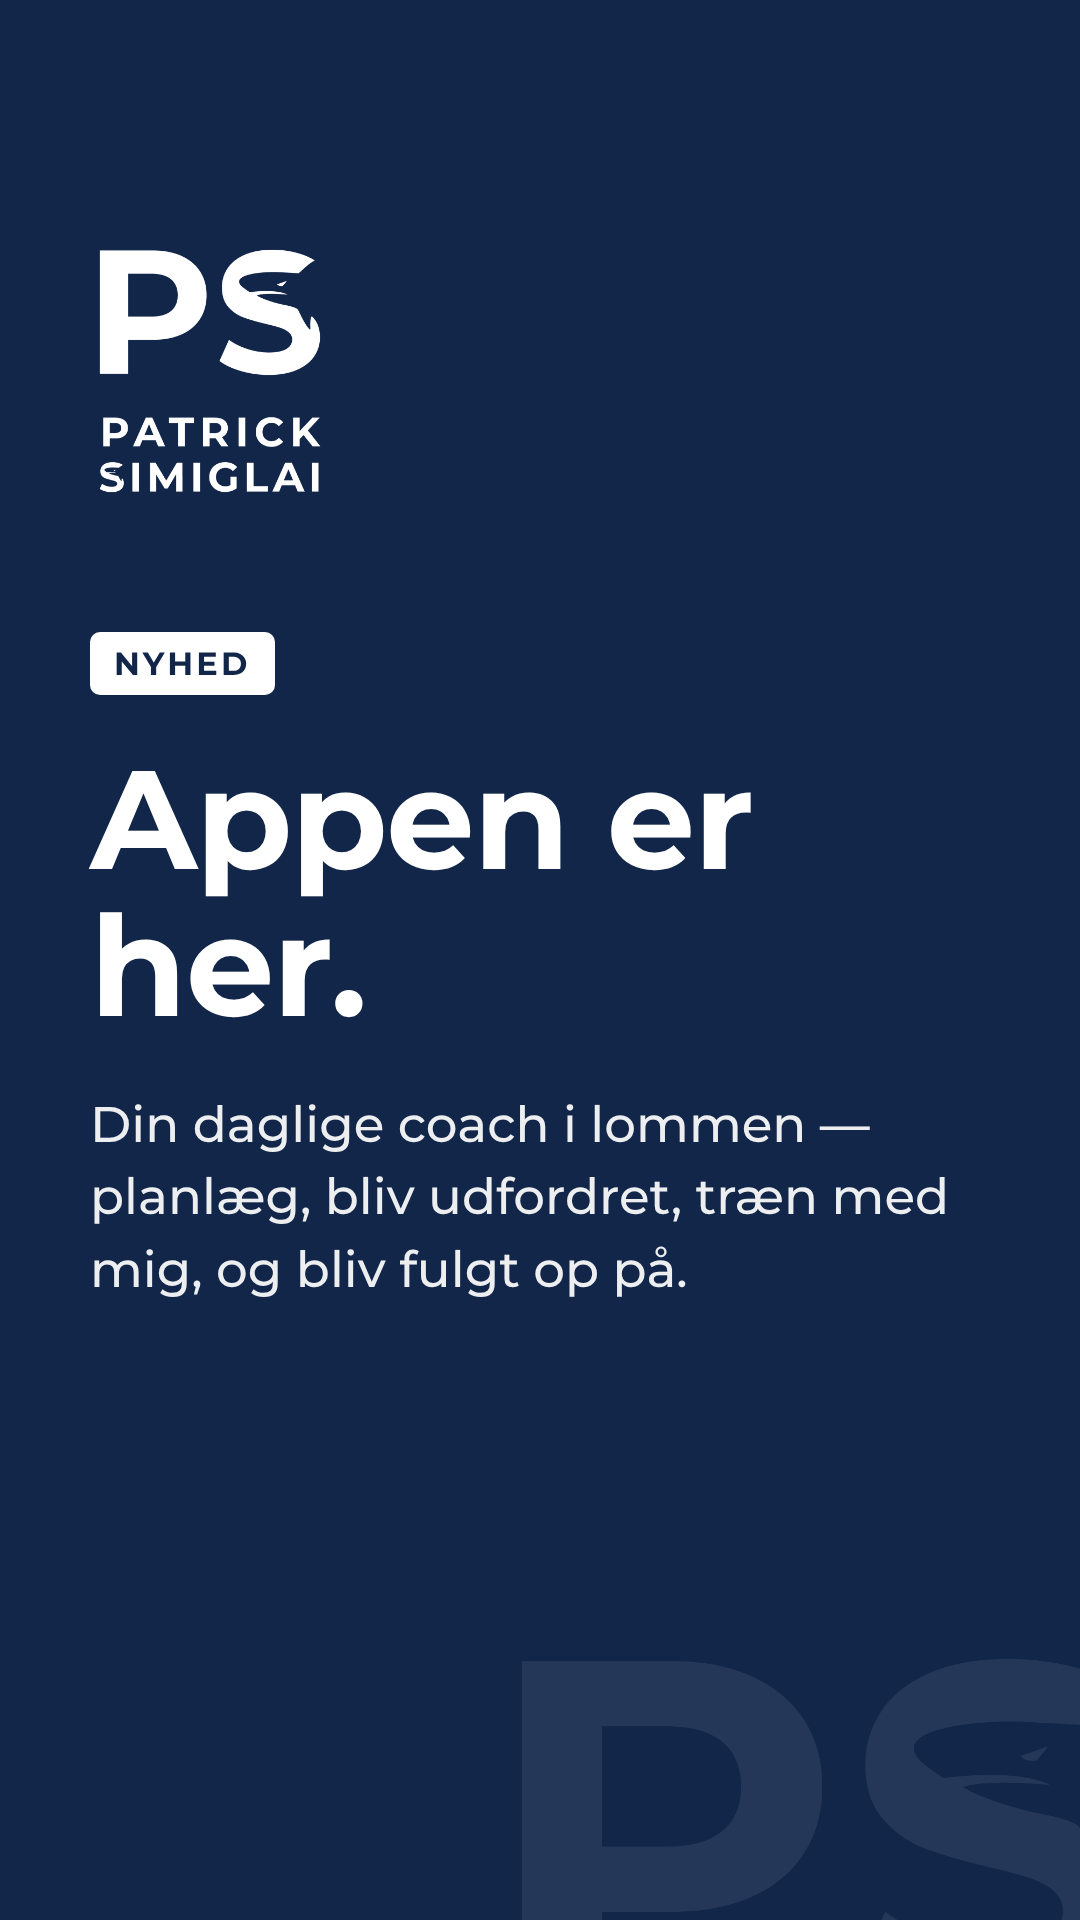 PS
PATRICK
SIMIGLAI
NYHED
Appen er
her.
Din daglige coach i lommen —
planlæg, bliv udfordret, træn med
mig, og bliv fulgt op på.
PS